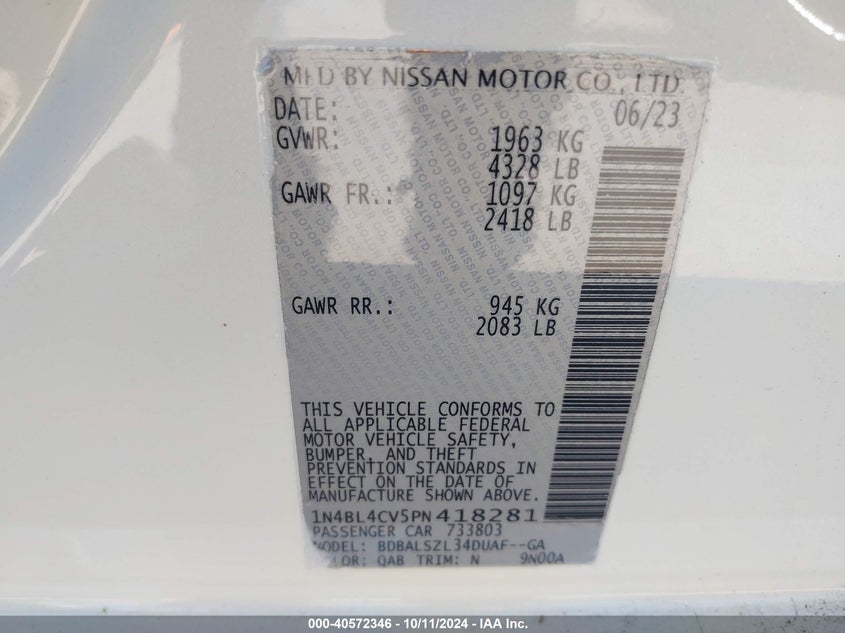 MFD BY NISSAN MOTOR CO., LTD.
DATE: 06/23
GVWR: 1963 KG
4328 LB
GAWR FR.: 1097 KG
2418 LB
GAWR RR.: 945 KG
2083 LB
THIS VEHICLE CONFORMS TO
ALL APPLICABLE FEDERAL
MOTOR VEHICLE SAFETY,
BUMPER, AND THEFT
PREVENTION STANDARDS IN
EFFECT ON THE DATE OF
MANUFACTURE SHOWN ABOVE.
1N4BL4CV5PN418281
PASSENGER CAR 733803
MODEL: BDBALSZL34DUAF--GA
COLOR: QAB TRIM: N 9N00A
000-40572346 - 10/11/2024 - IAA Inc.